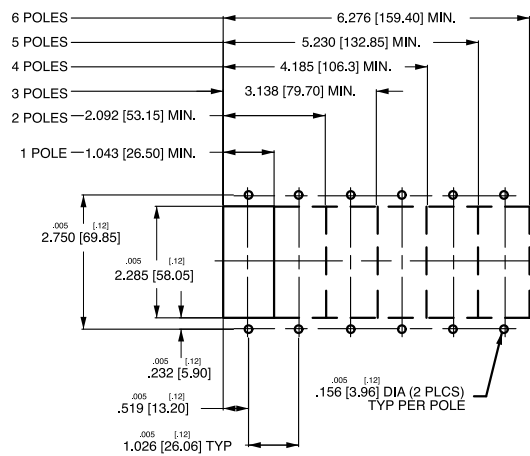 6 POLES 6.276 [159.40] MIN.
5 POLES 5.230 [132.85] MIN.
4 POLES 4.185 [106.3] MIN.
3 POLES 3.138 [79.70] MIN.
2 POLES 2.092 [53.15] MIN.
1 POLE 1.043 [26.50] MIN.
.005 [.12]
2.750 [69.85]
.005 [.12]
2.285 [58.05]
.005 [.12]
.232 [5.90]
.005 [.12]
.519 [13.20]
.005 [.12]
1.026 [26.06] TYP
.005 [.12]
.156 [3.96] DIA (2 PLCS)
TYP PER POLE